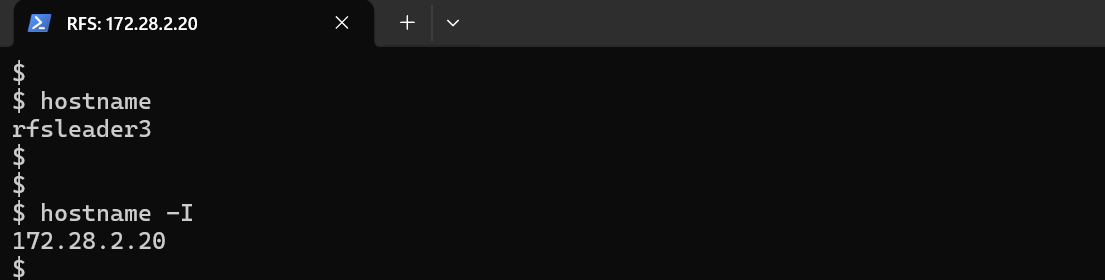 RFS: 172.28.2.20
$
$ hostname
rfsleader3
$
$
$ hostname -I
172.28.2.20
$